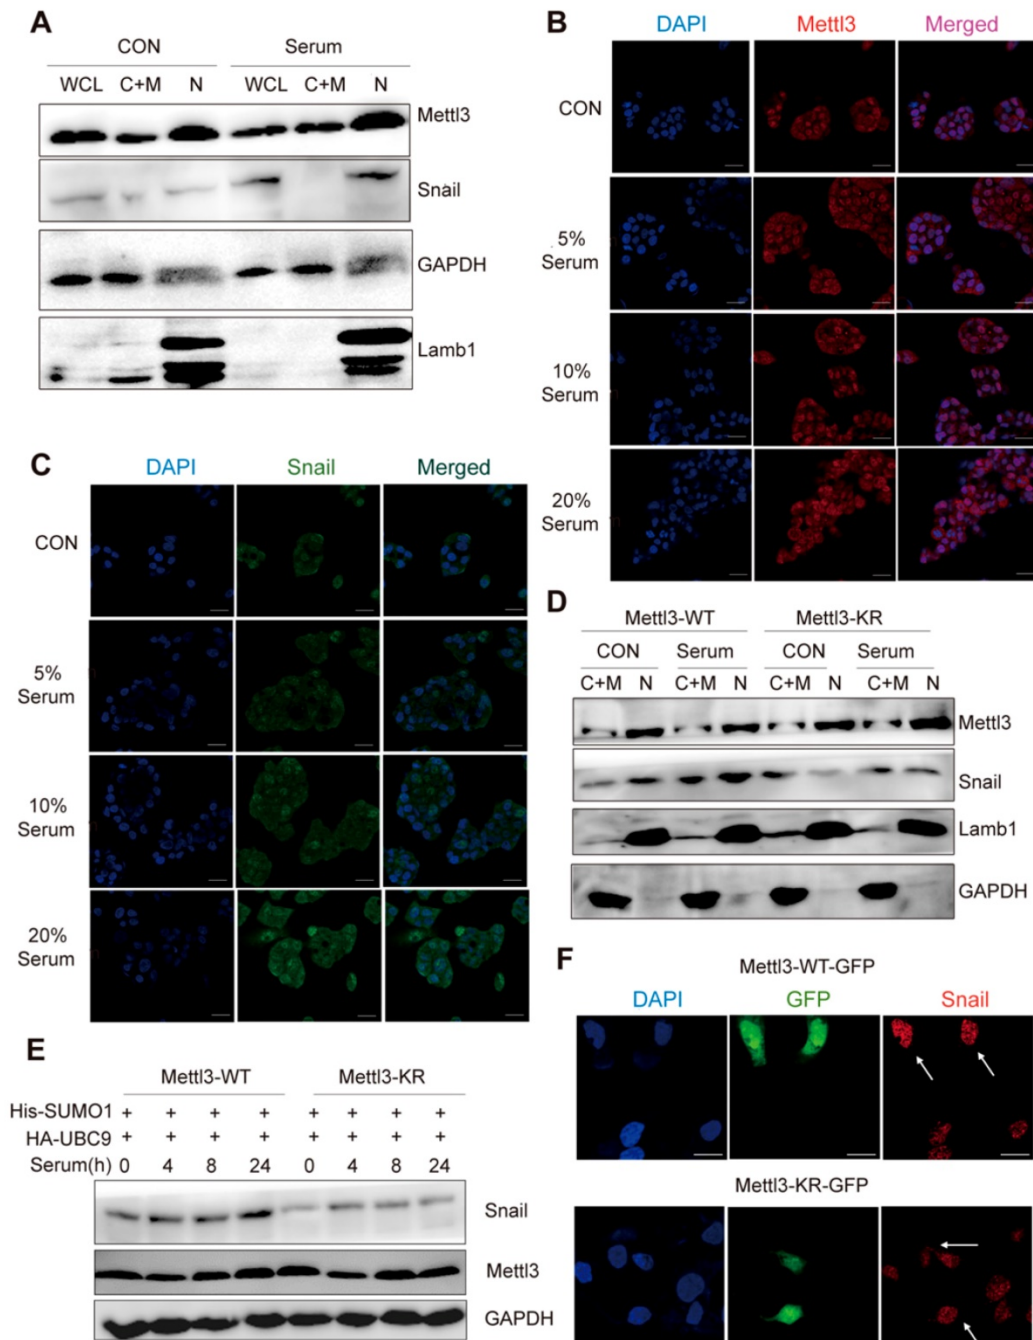 A
CON Serum
WCL C+M N WCL C+M N
Mettl3
Snail
GAPDH
Lamb1
B
DAPI Mettl3 Merged
CON
5%
Serum
10%
Serum
20%
Serum
C
DAPI Snail Merged
CON
5%
Serum
10%
Serum
20%
Serum
D
Mettl3-WT Mettl3-KR
CON Serum CON Serum
C+M N C+M N C+M N C+M N
Mettl3
Snail
Lamb1
GAPDH
E
Mettl3-WT Mettl3-KR
His-SUMO1 + + + + + + + +
HA-UBC9 + + + + + + + +
Serum(h) 0 4 8 24 0 4 8 24
Snail
Mettl3
GAPDH
F
Mettl3-WT-GFP
DAPI GFP Snail
Mettl3-KR-GFP